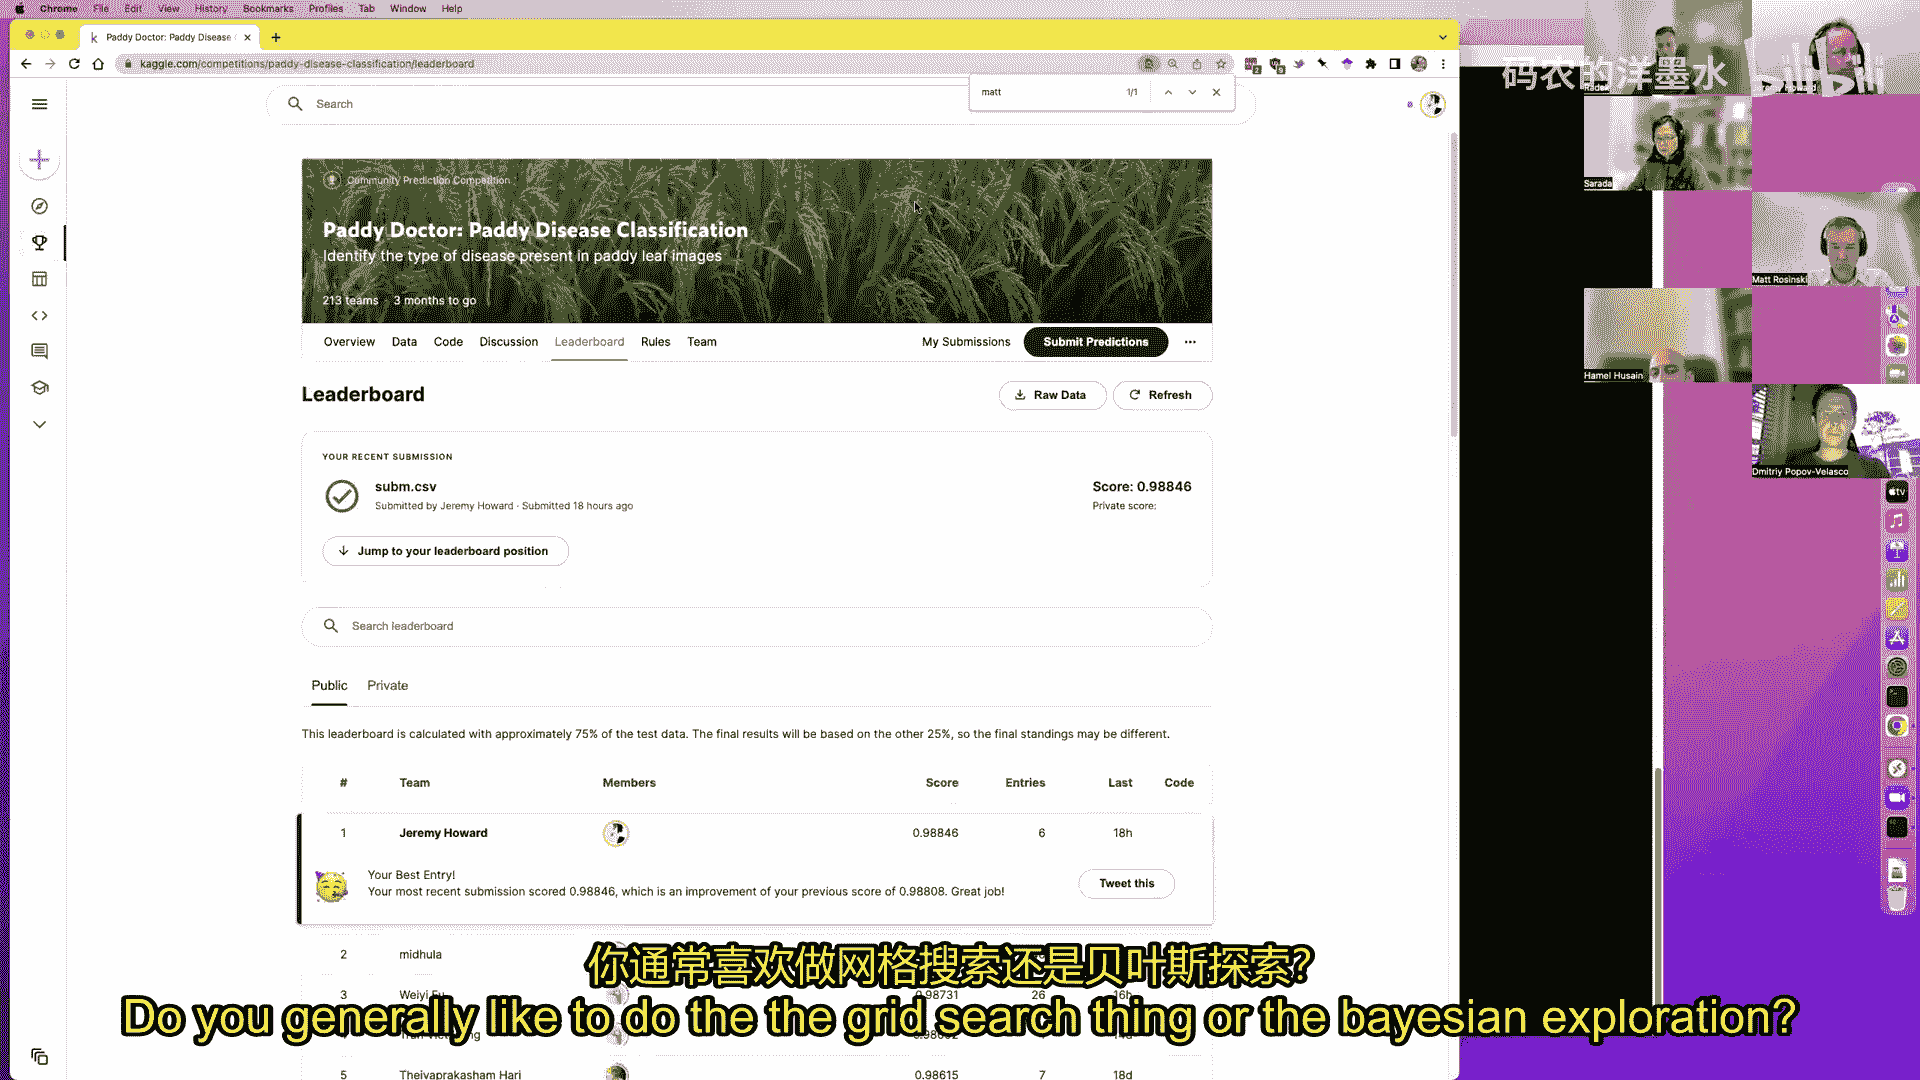 Chrome File Edit View History Bookmarks Profiles Tab Window Help
Paddy Doctor: Paddy Disease
kaggle.com/competitions/paddy-disease-classification/leaderboard
matt 1/1
Search
码农的洋墨水
bilibili
Radek
Jeremy Howard
Sarada
Matt Rosinski
Hamel Husain
Dmitriy Popov-Velasco
tv
Community Prediction Competition
Paddy Doctor: Paddy Disease Classification
Identify the type of disease present in paddy leaf images
213 teams · 3 months to go
Overview Data Code Discussion Leaderboard Rules Team My Submissions Submit Predictions
Leaderboard
Raw Data Refresh
YOUR RECENT SUBMISSION
subm.csv
Submitted by Jeremy Howard · Submitted 18 hours ago
Score: 0.98846
Private score:
Jump to your leaderboard position
Search leaderboard
Public Private
This leaderboard is calculated with approximately 75% of the test data. The final results will be based on the other 25%, so the final standings may be different.
# Team Members Score Entries Last Code
1 Jeremy Howard 0.98846 6 18h
Your Best Entry!
Your most recent submission scored 0.98846, which is an improvement of your previous score of 0.98808. Great job!
Tweet this
2 midhula
3 Weiyi 0.98731 26 16h
5 Theivaprakasham Hari 0.98615 7 18d
你通常喜欢做网格搜索还是贝叶斯探索?
Do you generally like to do the the grid search thing or the bayesian exploration?